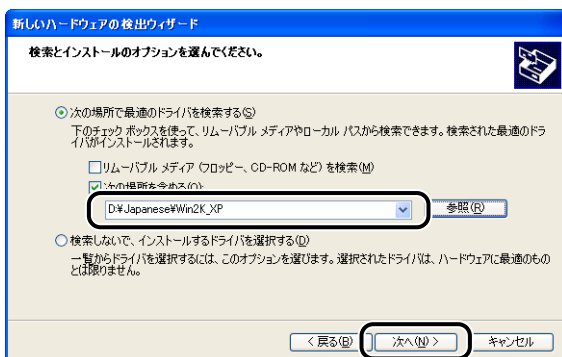 新しいハードウェアの検出ウィザード
検索とインストールのオプションを選んでください。
次の場所で最適のドライバを検索する(S)
下のチェック ボックスを使って、リムーバブル メディアやローカル パスから検索できます。検索された最適のドラ
イバがインストールされます。
リムーバブル メディア (フロッピー、CD-ROM など) を検索(M)
次の場所を含める(O):
D:¥Japanese¥Win2K_XP
参照(R)
検索しないで、インストールするドライバを選択する(D)
一覧からドライバを選択するには、このオプションを選びます。選択されたドライバは、ハードウェアに最適のもの
とは限りません。
< 戻る(B)
次へ(N) >
キャンセル